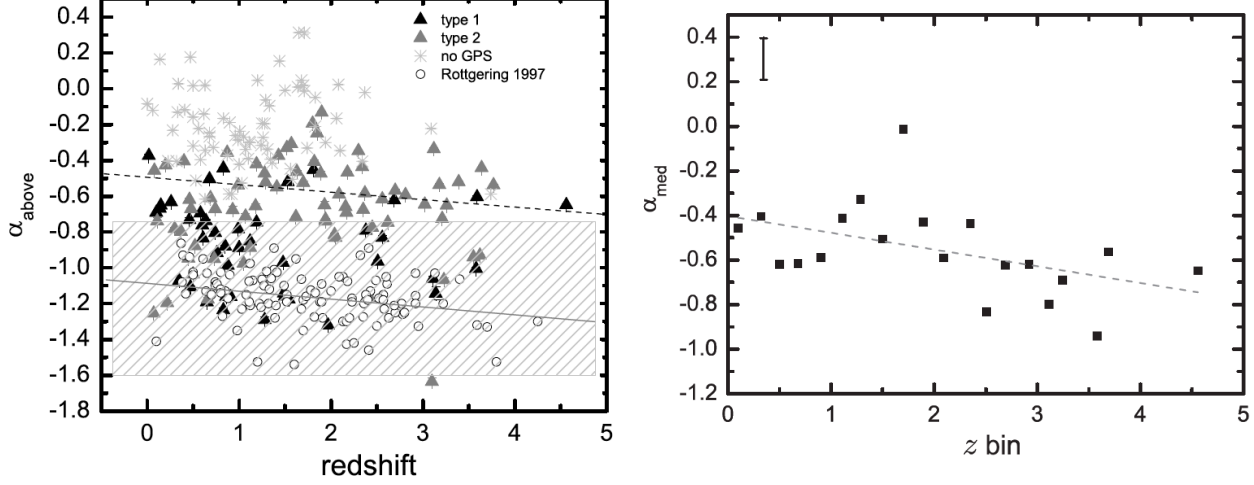 0.4
0.2
0.0
-0.2
-0.4
-0.6
-0.8
-1.0
-1.2
-1.4
-1.6
-1.8
αabove
type 1
type 2
no GPS
Rottgering 1997
0 1 2 3 4 5
redshift
0.4
0.2
0.0
-0.2
-0.4
-0.6
-0.8
-1.0
-1.2
αmed
0 1 2 3 4 5
z bin